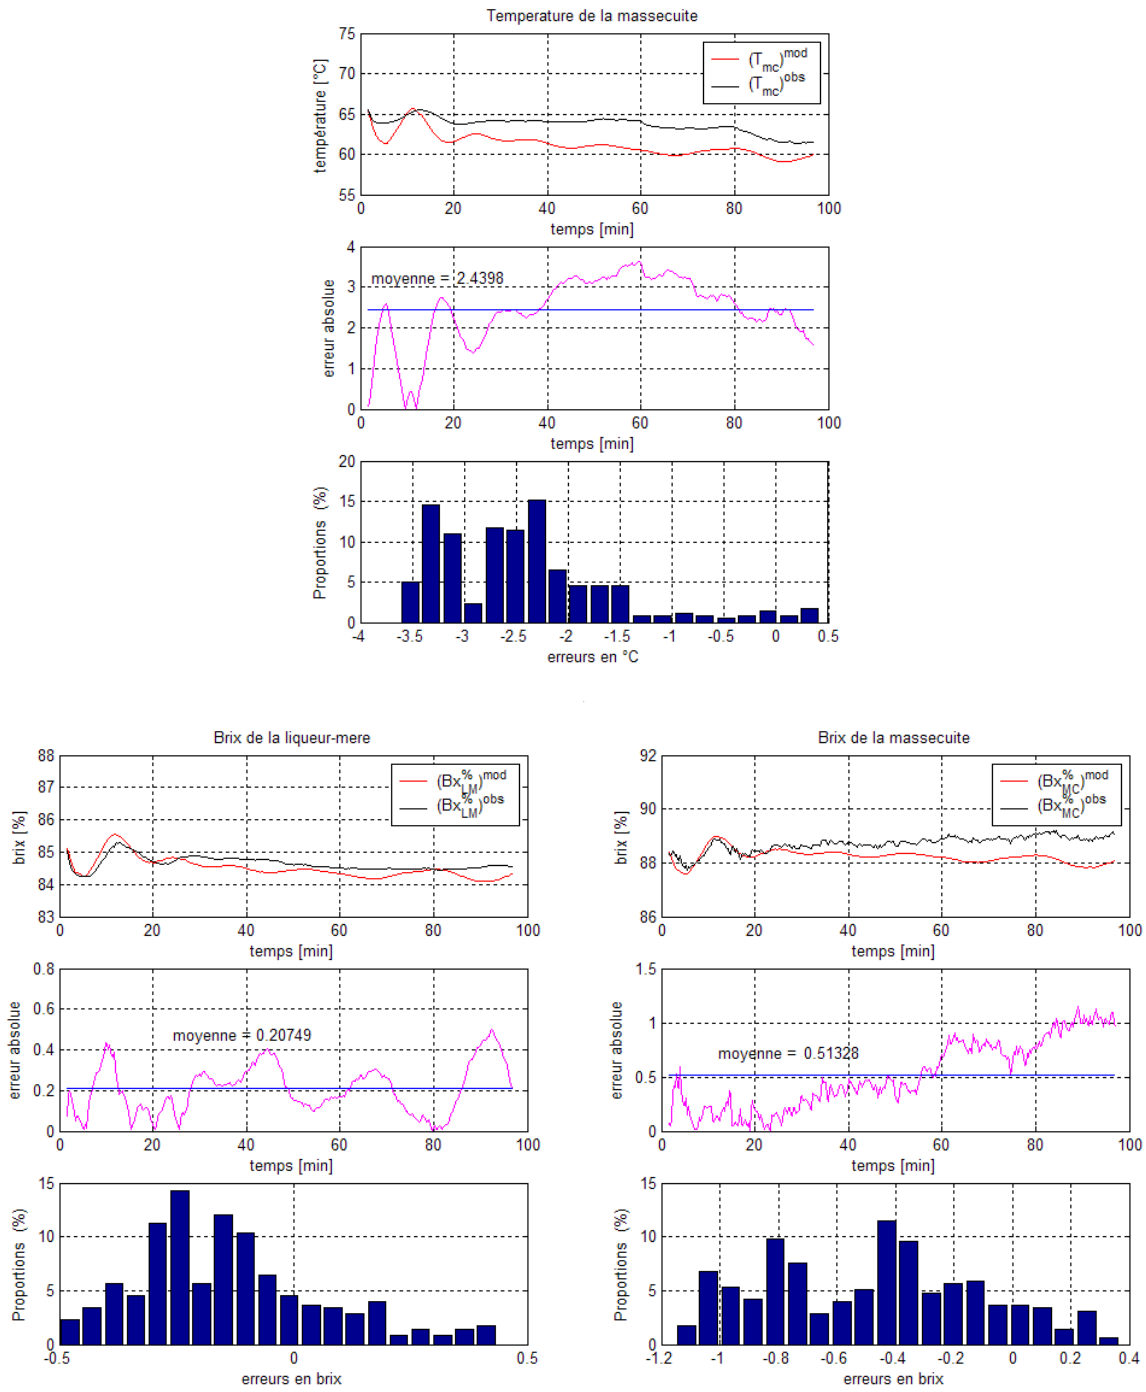 Temperature de la massecuite
75
70
65
60
55
température [°C]
(T_mc)^mod
(T_mc)^obs
0 20 40 60 80 100
temps [min]
4
3
2
1
0
erreur absolue
moyenne = 2.4398
0 20 40 60 80 100
temps [min]
20
15
10
5
0
Proportions (%)
-4 -3.5 -3 -2.5 -2 -1.5 -1 -0.5 0 0.5
erreurs en °C
Brix de la liqueur-mere
88
87
86
85
84
83
brix [%]
(Bx_LM^%)^mod
(Bx_LM^%)^obs
0 20 40 60 80 100
temps [min]
0.8
0.6
0.4
0.2
0
erreur absolue
moyenne = 0.20749
0 20 40 60 80 100
temps [min]
15
10
5
0
Proportions (%)
-0.5 0 0.5
erreurs en brix
Brix de la massecuite
92
90
88
86
brix [%]
(Bx_MC^%)^mod
(Bx_MC^%)^obs
0 20 40 60 80 100
temps [min]
1.5
1
0.5
0
erreur absolue
moyenne = 0.51328
0 20 40 60 80 100
temps [min]
15
10
5
0
Proportions (%)
-1.2 -1 -0.8 -0.6 -0.4 -0.2 0 0.2 0.4
erreurs en brix